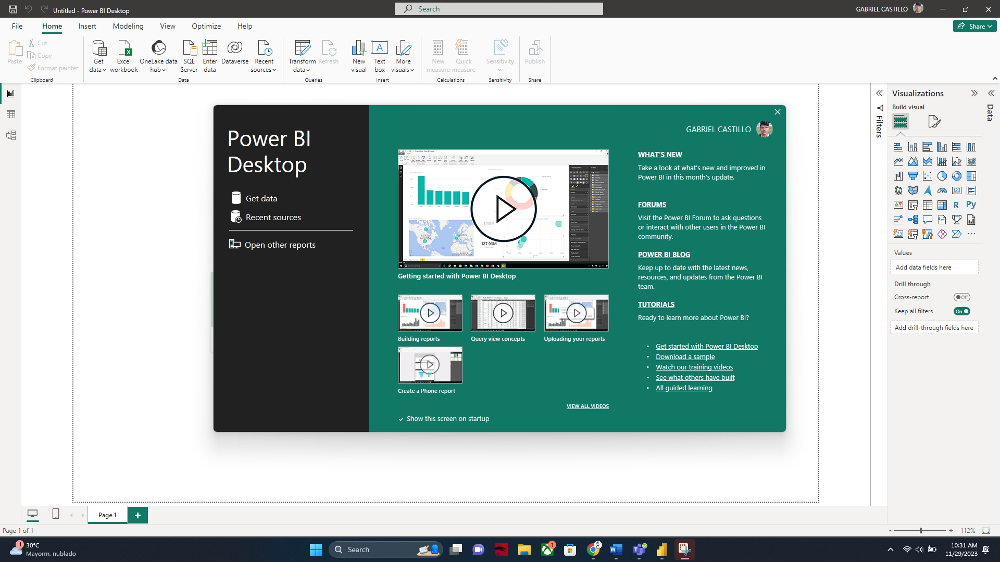 Untitled - Power BI Desktop
Search
GABRIEL CASTILLO
File Home Insert Modeling View Optimize Help
Share
Paste
Cut
Copy
Format painter
Clipboard
Get data
Excel workbook
OneLake data hub
SQL Server
Enter data
Dataverse
Recent sources
Data
Transform data
Refresh
Queries
New visual
Text box
More visuals
Insert
New measure
Quick measure
Calculations
Sensitivity
Sensitivity
Publish
Share
Power BI
Desktop
Get data
Recent sources
Open other reports
GABRIEL CASTILLO
1.13M
127.93M
Getting started with Power BI Desktop
Building reports
Query view concepts
Uploading your reports
Create a Phone report
VIEW ALL VIDEOS
Show this screen on startup
WHAT'S NEW
Take a look at what's new and improved in
Power BI in this month's update.
FORUMS
Visit the Power BI Forum to ask questions
or interact with other users in the Power BI
community.
POWER BI BLOG
Keep up to date with the latest news,
resources, and updates from the Power BI
team.
TUTORIALS
Ready to learn more about Power BI?
• Get started with Power BI Desktop
• Download a sample
• Watch our training videos
• See what others have built
• All guided learning
Filters
Visualizations
Build visual
123
R
Py
123
Values
Add data fields here
Drill through
Cross-report
Off
Keep all filters
On
Add drill-through fields here
Data
Page 1
Page 1 of 1
- + 112%
1
30°C
Mayorm. nublado
Search
1
10:31 AM
11/29/2023